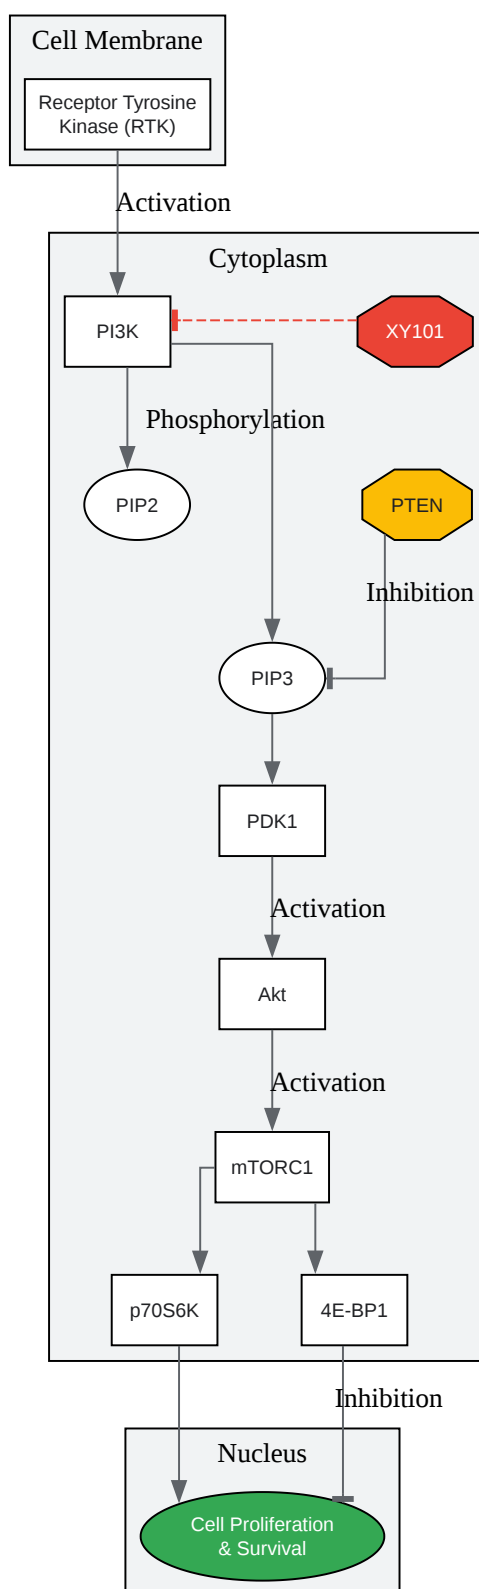 Cell Membrane
Receptor Tyrosine
Kinase (RTK)
Activation
Cytoplasm
PI3K
XY101
Phosphorylation
PIP2
PTEN
Inhibition
PIP3
PDK1
Activation
Akt
Activation
mTORC1
p70S6K
4E-BP1
Inhibition
Nucleus
Cell Proliferation
& Survival